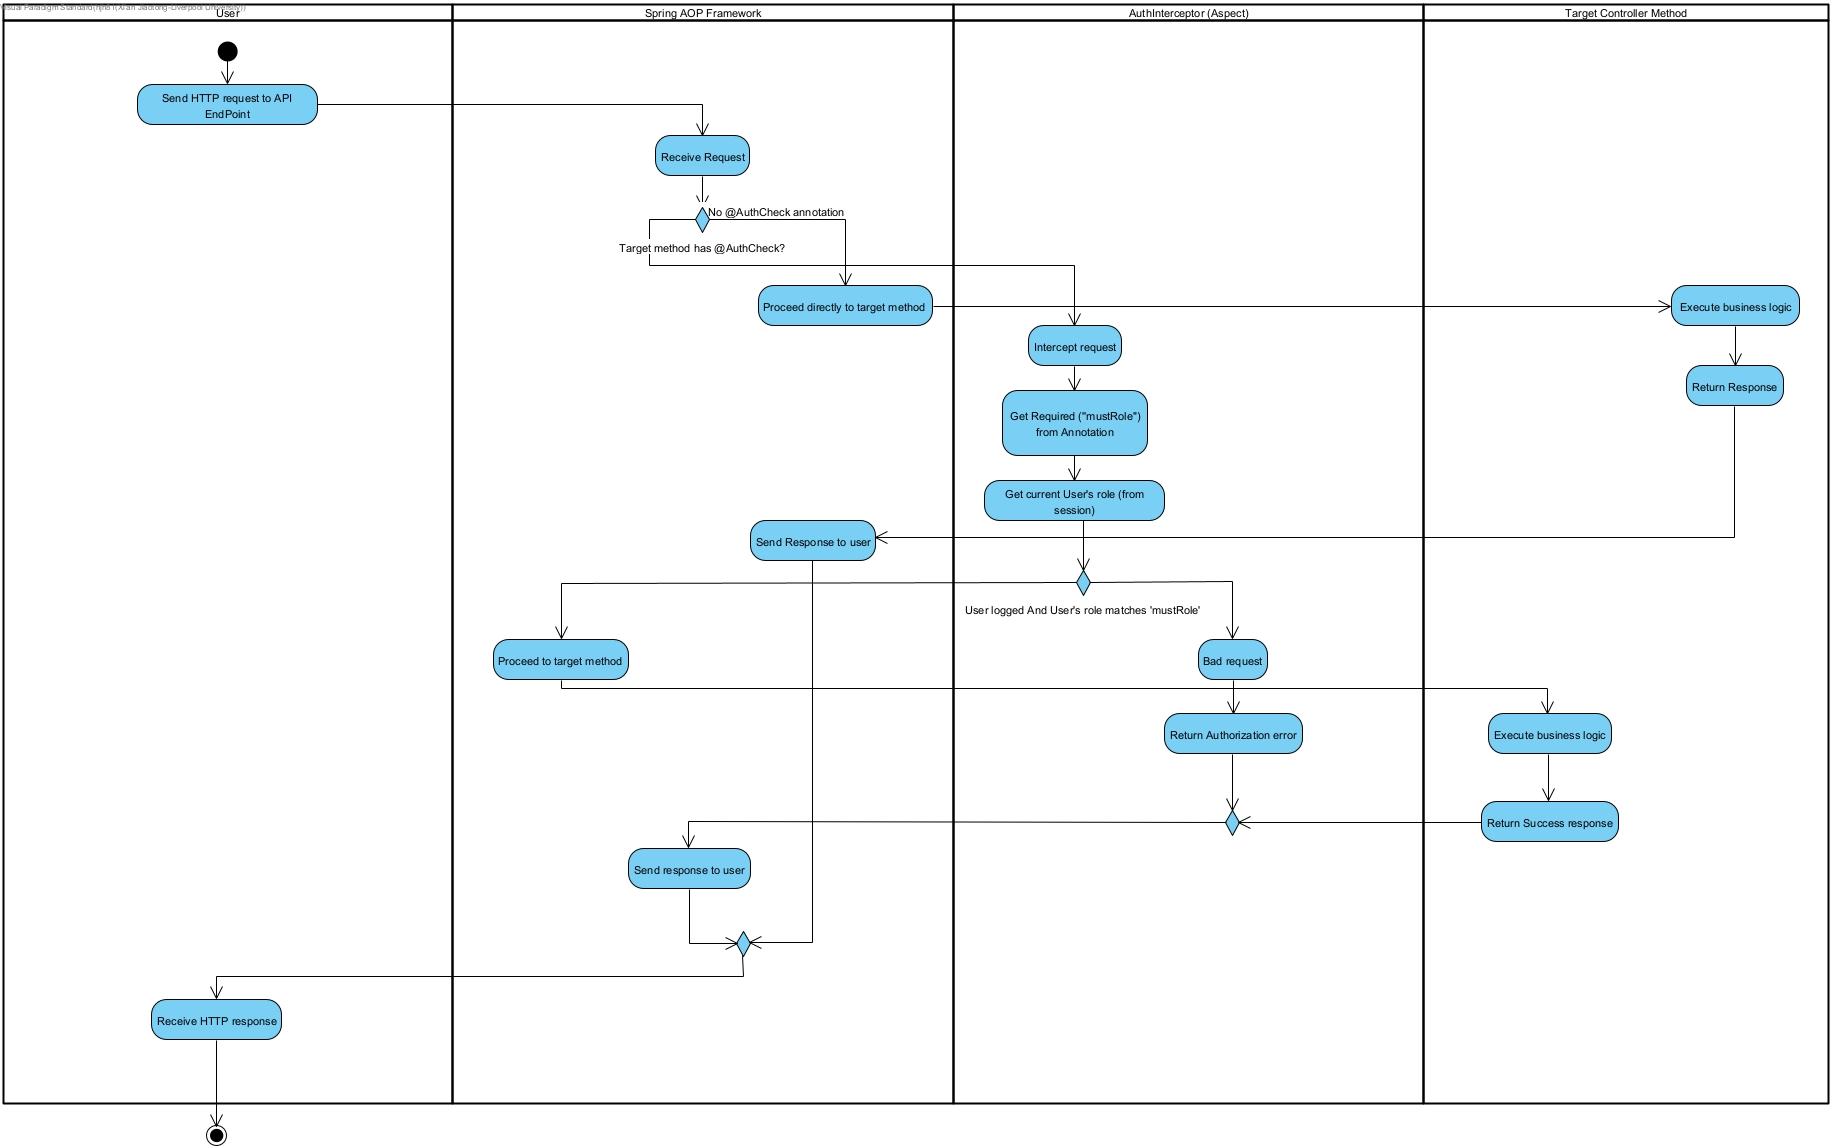 Visual Paradigm Standard(njhb1(Xi'an Jiaotong-Liverpool University))
User
Spring AOP Framework
AuthInterceptor (Aspect)
Target Controller Method
Send HTTP request to API
EndPoint
Receive Request
No @AuthCheck annotation
Target method has @AuthCheck?
Proceed directly to target method
Execute business logic
Intercept request
Return Response
Get Required ("mustRole")
from Annotation
Get current User's role (from
session)
Send Response to user
User logged And User's role matches 'mustRole'
Proceed to target method
Bad request
Return Authorization error
Execute business logic
Return Success response
Send response to user
Receive HTTP response